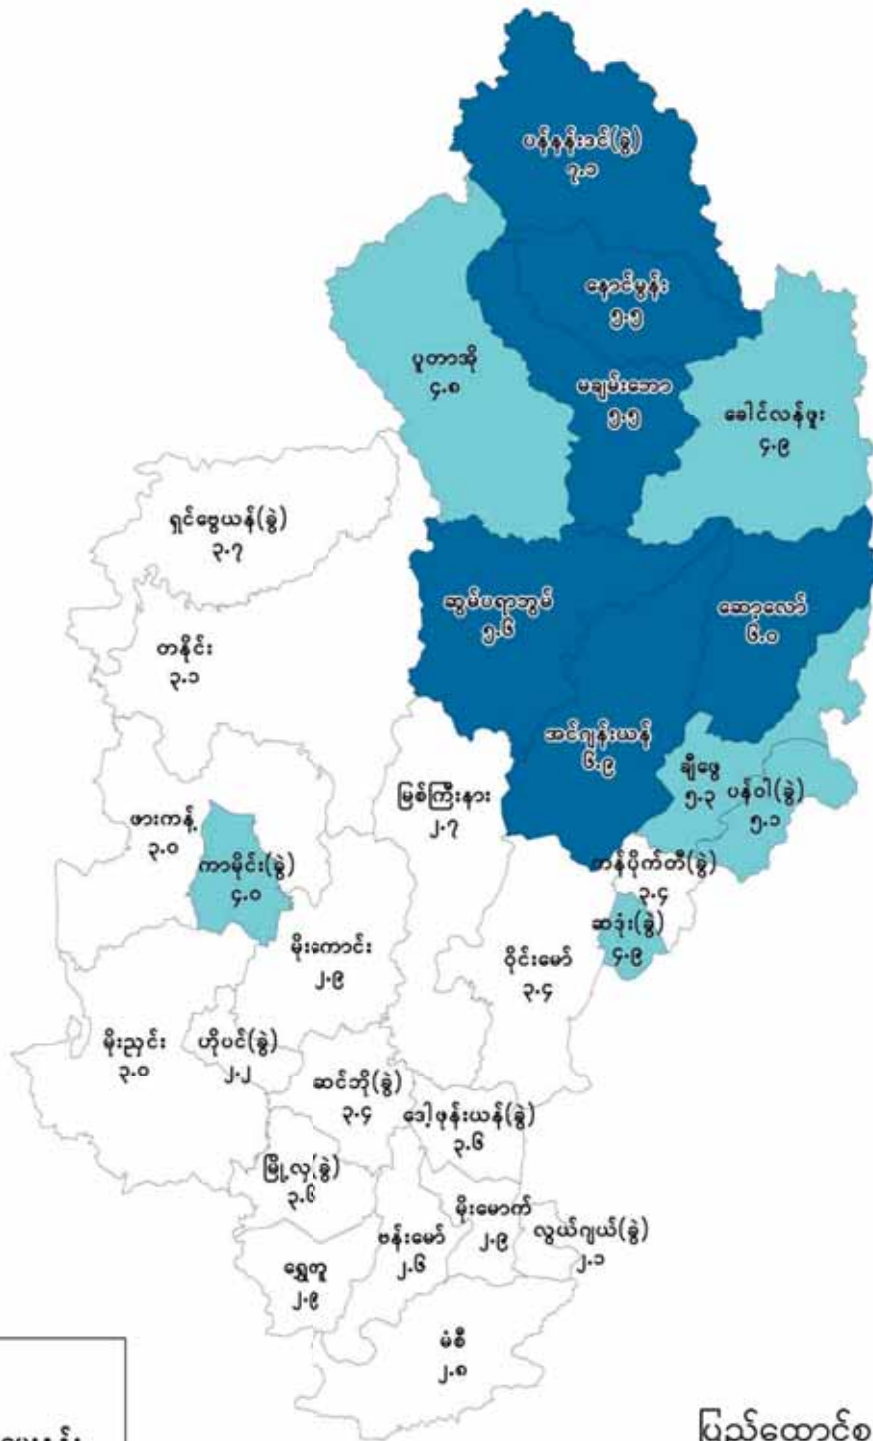 ပန်နန်းဒင်(ခွဲ)
၇.၁
နောင်မွန်း
၅.၅
ပူတာအို
၄.၈
မချမ်းဘော
၅.၅
ခေါင်လန်ဖူး
၄.၉
ရှင်ဗွေယန်(ခွဲ)
၃.၇
ဆွမ်ပရာဘွမ်
၅.၆
ဆော့လော်
၆.၀
တနိုင်း
၃.၁
အင်ဂျန်းယန်
၆.၉
ချီဖွေ
၅.၃
ပန်ဝါ(ခွဲ)
၅.၁
မြစ်ကြီးနား
၂.၇
ဖားကန့်
၃.၀
ကာမိုင်း(ခွဲ)
၄.၀
ကန်ပိုက်တီ(ခွဲ)
၃.၄
ဆဒုံး(ခွဲ)
၄.၉
မိုးကောင်း
၂.၉
ဝိုင်းမော်
၃.၄
မိုးညှင်း
၃.၀
ဟိုပင်(ခွဲ)
၂.၂
ဆင်ဘို(ခွဲ)
၃.၄
ဒေါ့ဖုန်းယန်(ခွဲ)
၃.၆
မြို့လှ(ခွဲ)
၃.၆
မိုးမောက်
၂.၉
ဗန်းမော်
၂.၆
လွယ်ဂျယ်(ခွဲ)
၂.၁
ရွှေကူ
၂.၉
မံစီ
၂.၈
ပြည်ထောင်စု